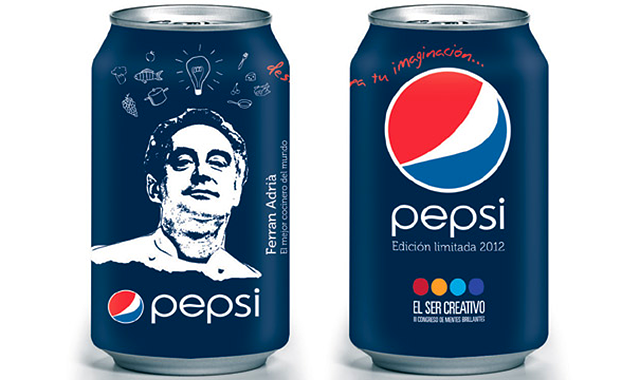 des
Ferran Adrià
El mejor cocinero del mundo
pepsi
ra tu imaginación...
pepsi
Edición limitada 2012
EL SER CREATIVO
III CONGRESO DE MENTES BRILLANTES